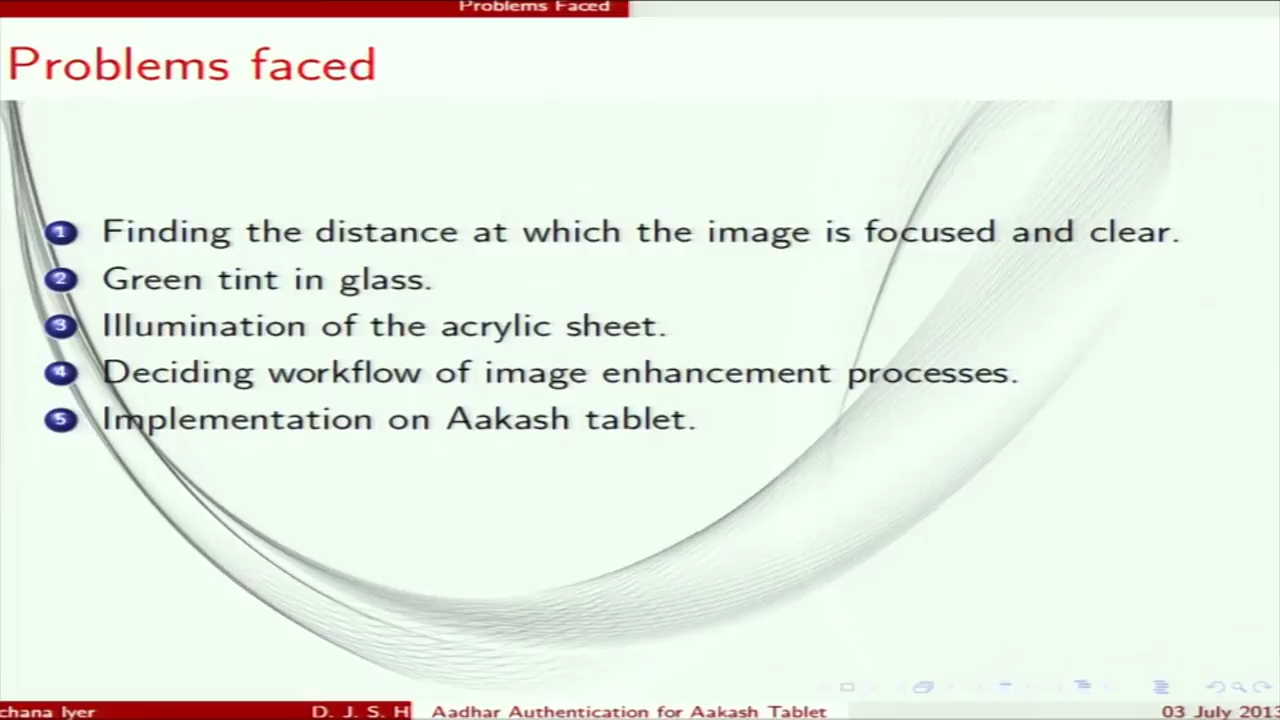 Problems Faced
Problems faced
1 Finding the distance at which the image is focused and clear.
2 Green tint in glass.
3 Illumination of the acrylic sheet.
4 Deciding workflow of image enhancement processes.
5 Implementation on Aakash tablet.
chana Iyer D. J. S. H Aadhar Authentication for Aakash Tablet 03 July 2013